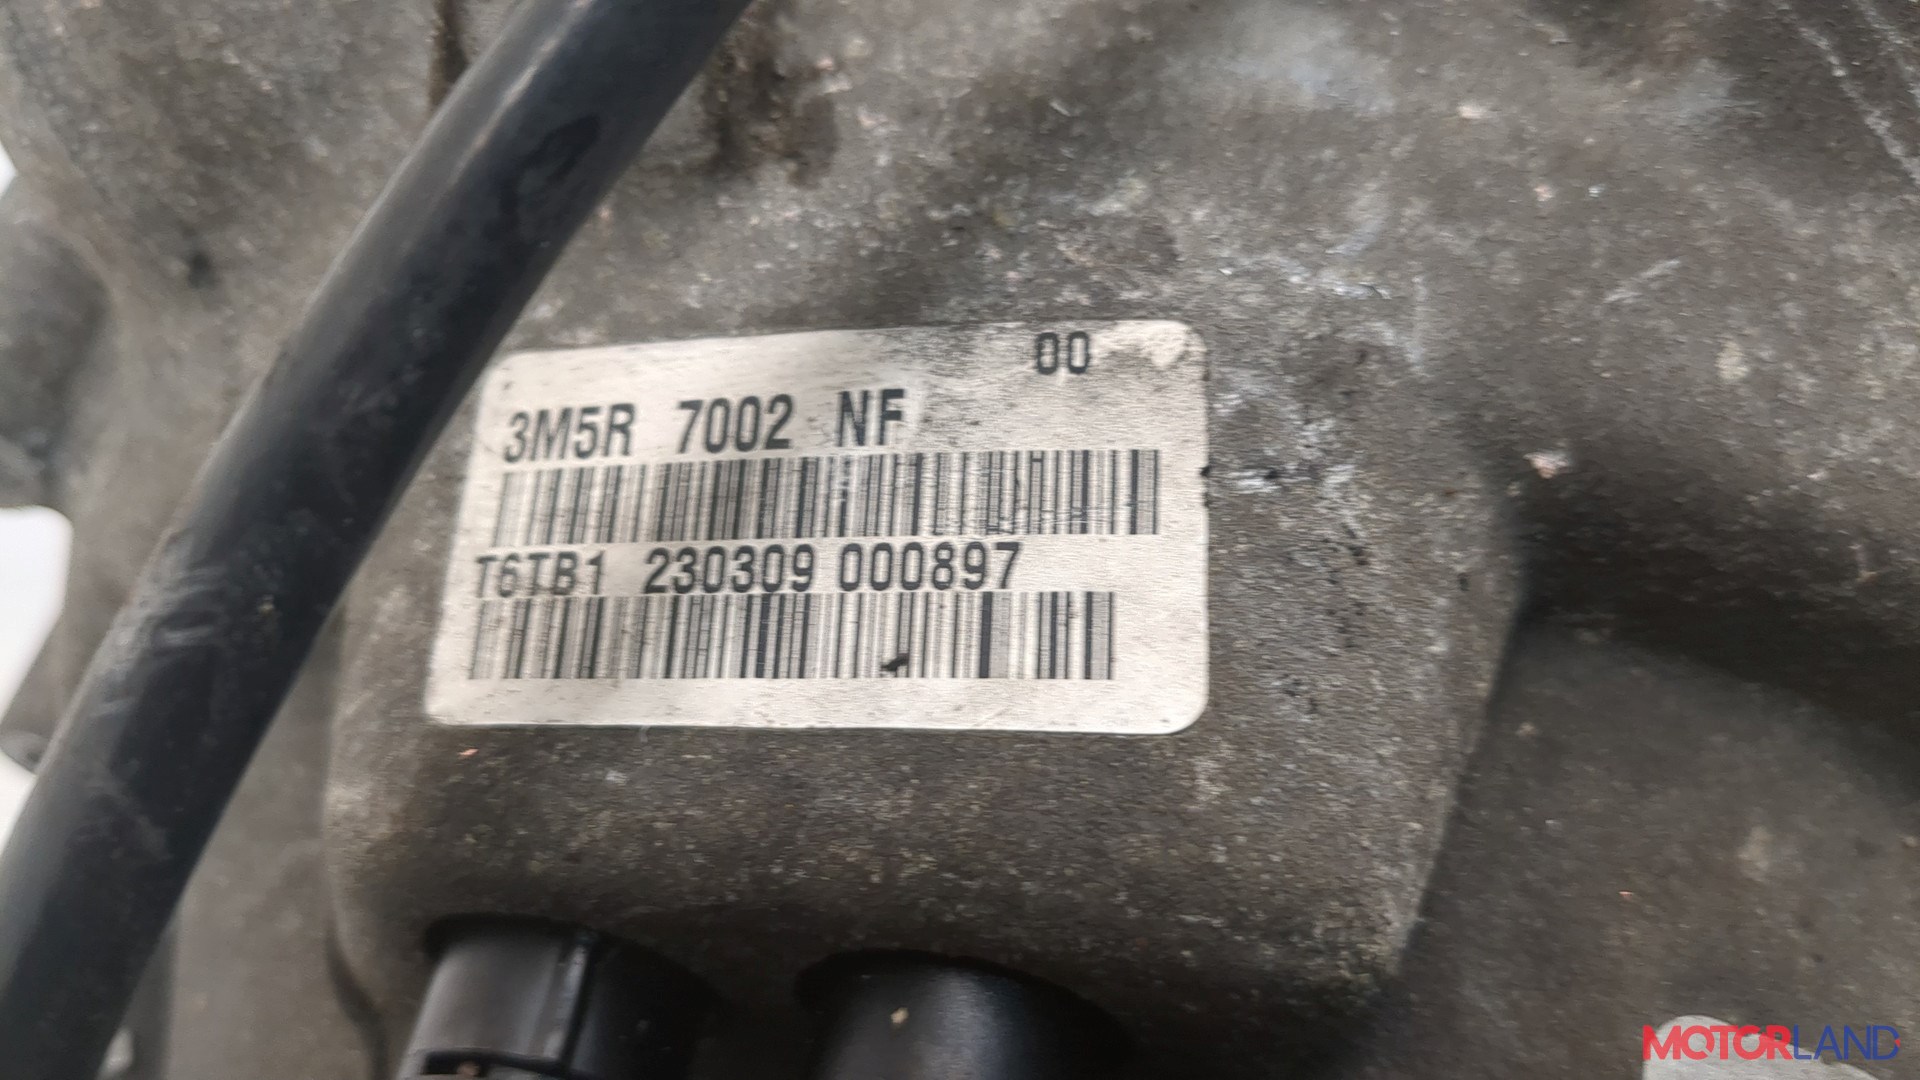 00
3M5R 7002 NF
T6TB1 230309 000897
MOTORLAND